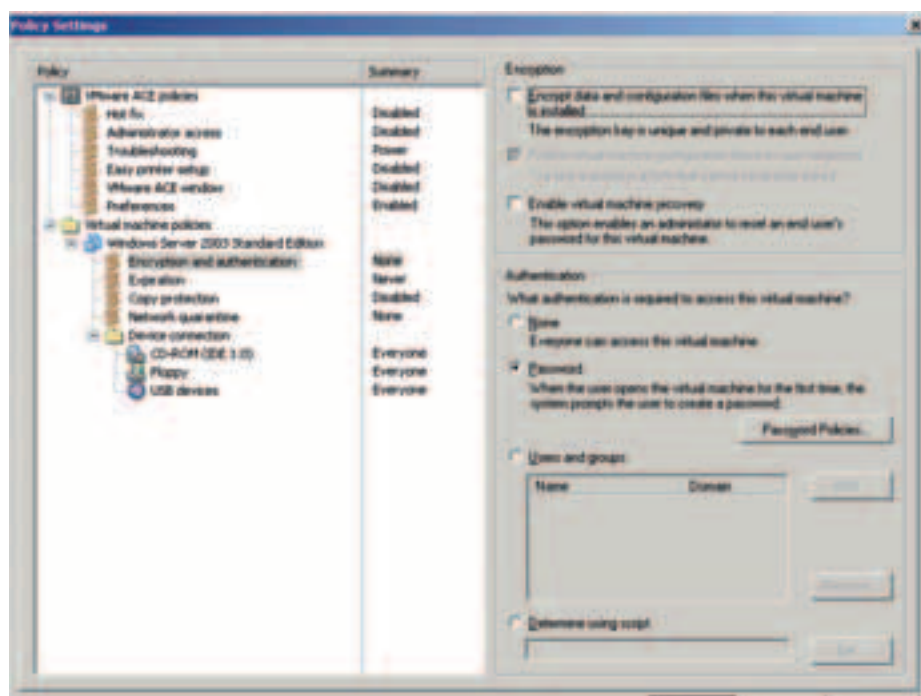 Policy Settings
Policy Summary
VMware ACE policies
Hot fix Disabled
Administrator access Disabled
Troubleshooting Power
Easy printer setup Disabled
VMware ACE window Disabled
Preferences Enabled
Virtual machine policies
Windows Server 2003 Standard Edition
Encryption and authentication None
Expiration Never
Copy protection Disabled
Network quarantine None
Device connection
CD-ROM (IDE 1:0) Everyone
Floppy Everyone
USB devices Everyone
Encryption
Encrypt data and configuration files when this virtual machine
is installed
The encryption key is unique and private to each end user.
Enable virtual machine recovery
This option enables an administrator to reset an end user's
password for this virtual machine.
Authentication
What authentication is required to access this virtual machine?
None
Everyone can access this virtual machine.
Password
When the user opens the virtual machine for the first time, the
system prompts the user to create a password.
Password Policies...
Users and groups
Name Domain
Determine using script